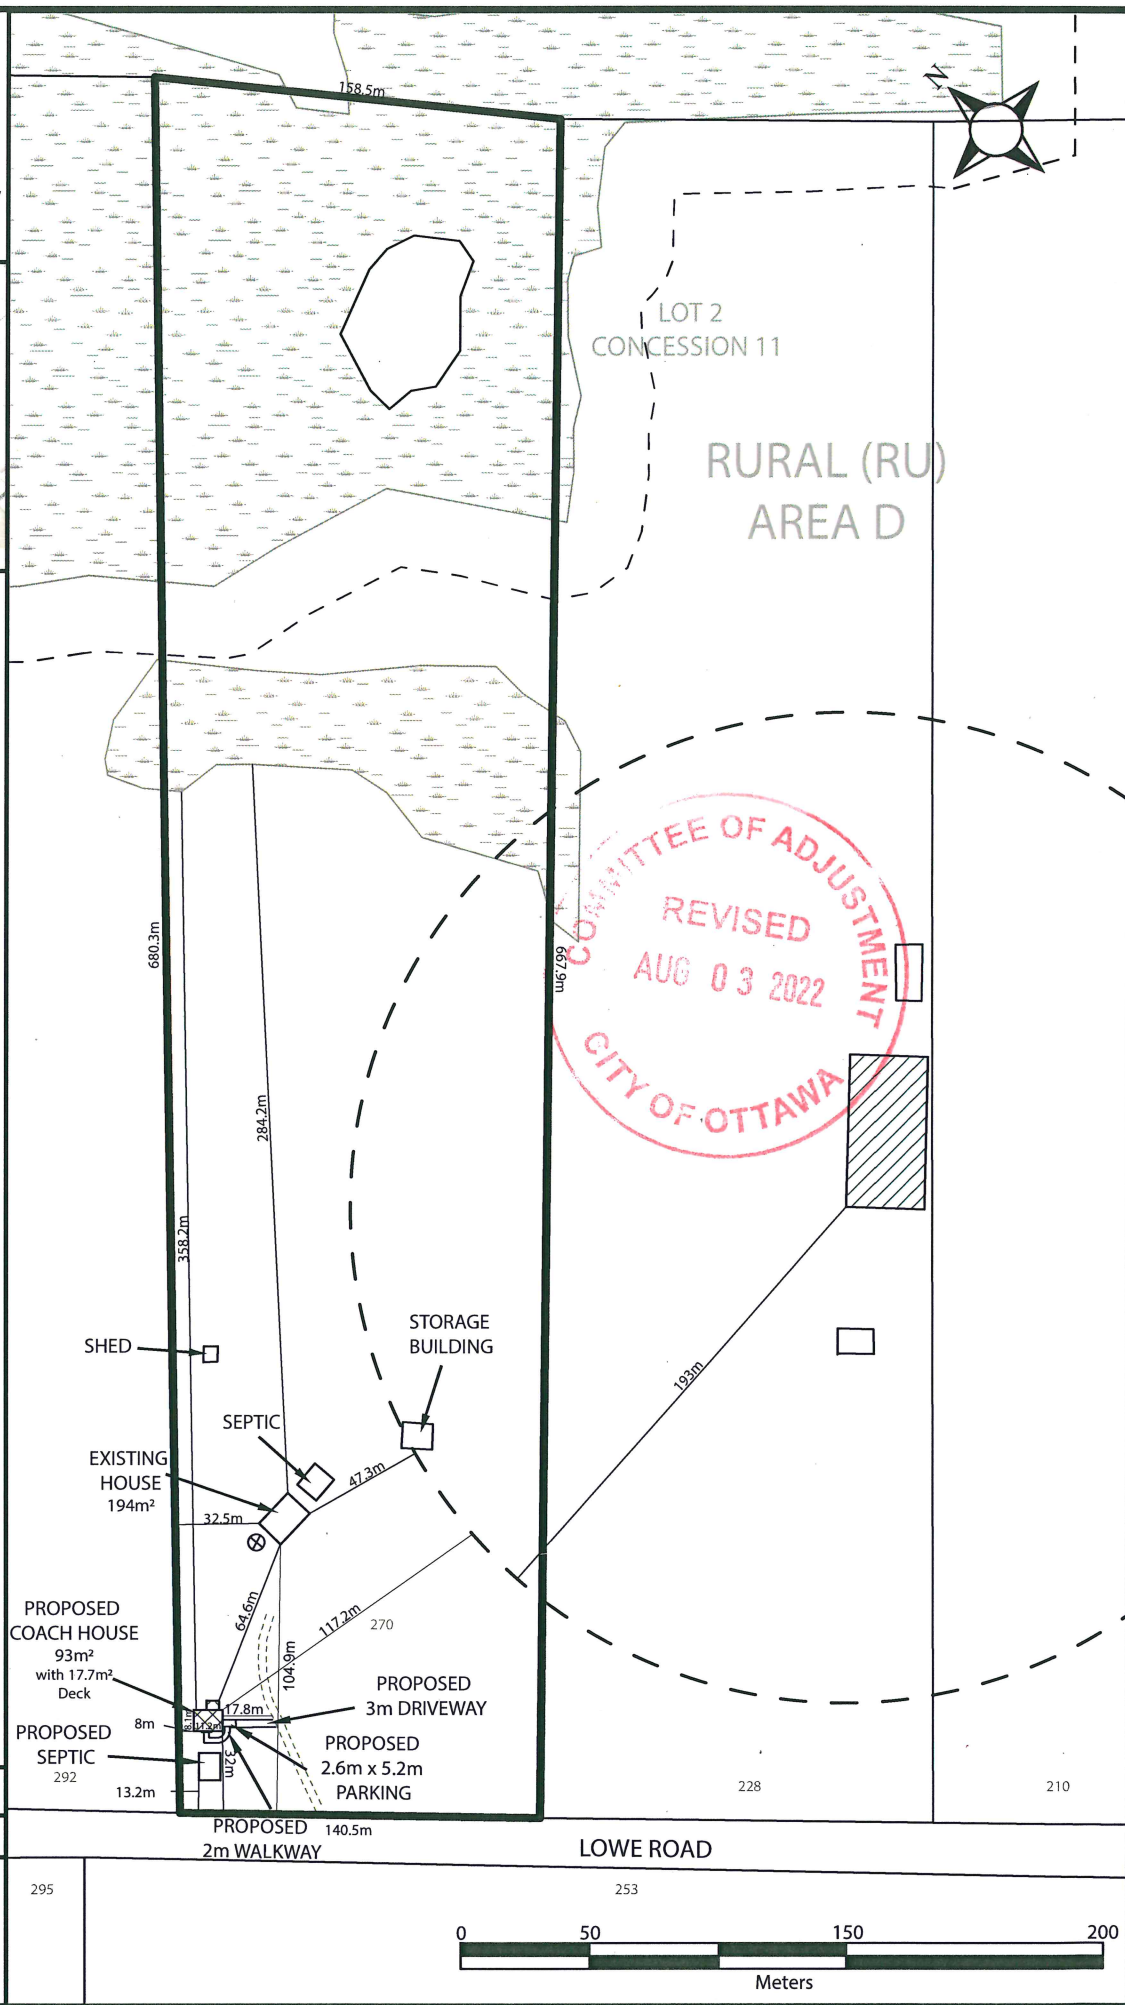 158.5m
N
LOT 2
CONCESSION 11
RURAL (RU)
AREA D
COMMITTEE OF ADJUSTMENT
REVISED
AUG 03 2022
CITY OF OTTAWA
680.3m
667.9m
284.2m
358.2m
SHED
STORAGE
BUILDING
193m
SEPTIC
EXISTING
HOUSE
194m²
47.3m
32.5m
64.6m
117.2m
270
104.9m
PROPOSED
COACH HOUSE
93m²
with 17.7m²
Deck
PROPOSED
3m DRIVEWAY
17.8m
8.1m
11.2m
8m
PROPOSED
SEPTIC
292
32m
PROPOSED
2.6m x 5.2m
PARKING
13.2m
228
210
PROPOSED
2m WALKWAY
140.5m
LOWE ROAD
295
253
0 50 150 200
Meters